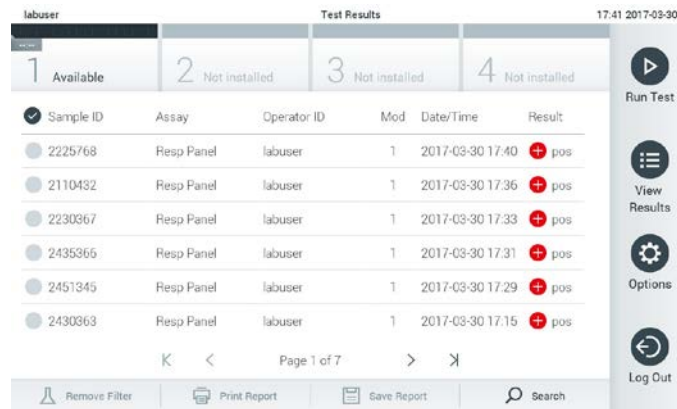 labuser Test Results 17:41 2017-03-30
--:--
1 Available 2 Not installed 3 Not installed 4 Not installed
Run Test
Sample ID Assay Operator ID Mod Date/Time Result
2225768 Resp Panel labuser 1 2017-03-30 17:40 pos
2110432 Resp Panel labuser 1 2017-03-30 17:36 pos
View Results
2230367 Resp Panel labuser 1 2017-03-30 17:33 pos
2435366 Resp Panel labuser 1 2017-03-30 17:31 pos
Options
2451345 Resp Panel labuser 1 2017-03-30 17:29 pos
2430363 Resp Panel labuser 1 2017-03-30 17:15 pos
Page 1 of 7
Log Out
Remove Filter Print Report Save Report Search